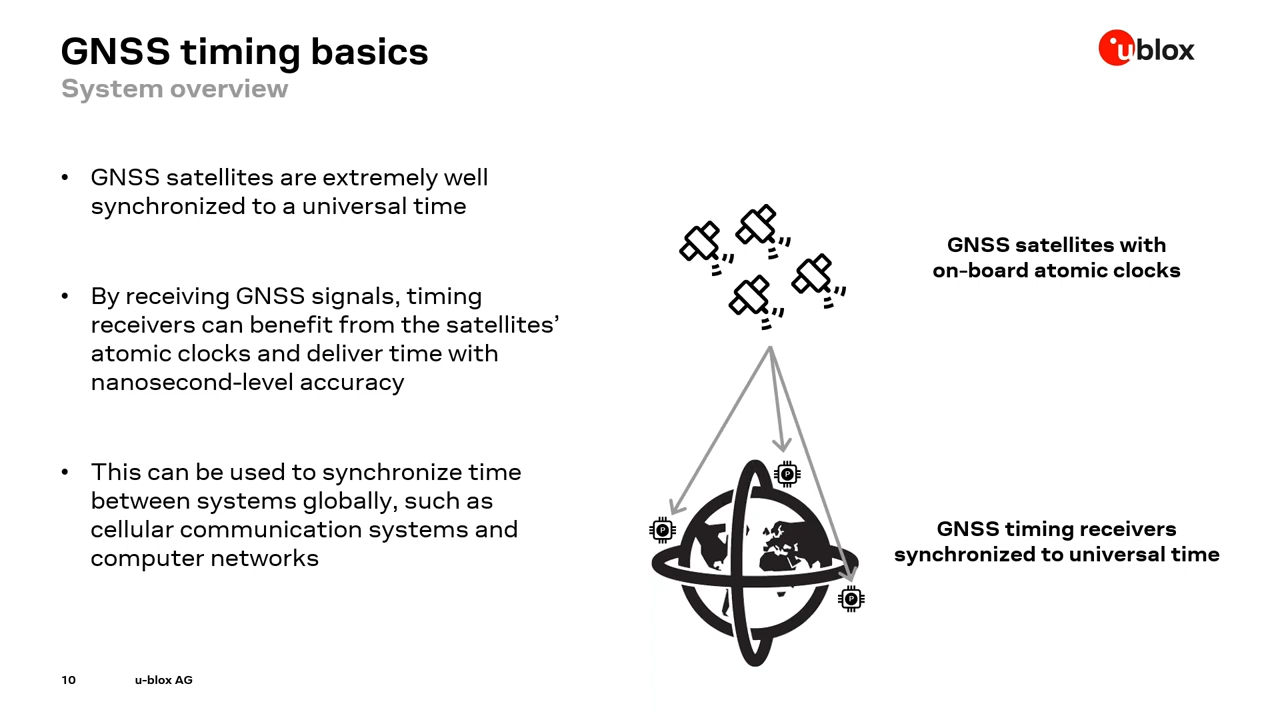 GNSS timing basics
System overview
ublox
• GNSS satellites are extremely well
synchronized to a universal time
• By receiving GNSS signals, timing
receivers can benefit from the satellites’
atomic clocks and deliver time with
nanosecond-level accuracy
• This can be used to synchronize time
between systems globally, such as
cellular communication systems and
computer networks
GNSS satellites with
on-board atomic clocks
P
P
P
GNSS timing receivers
synchronized to universal time
10 u-blox AG